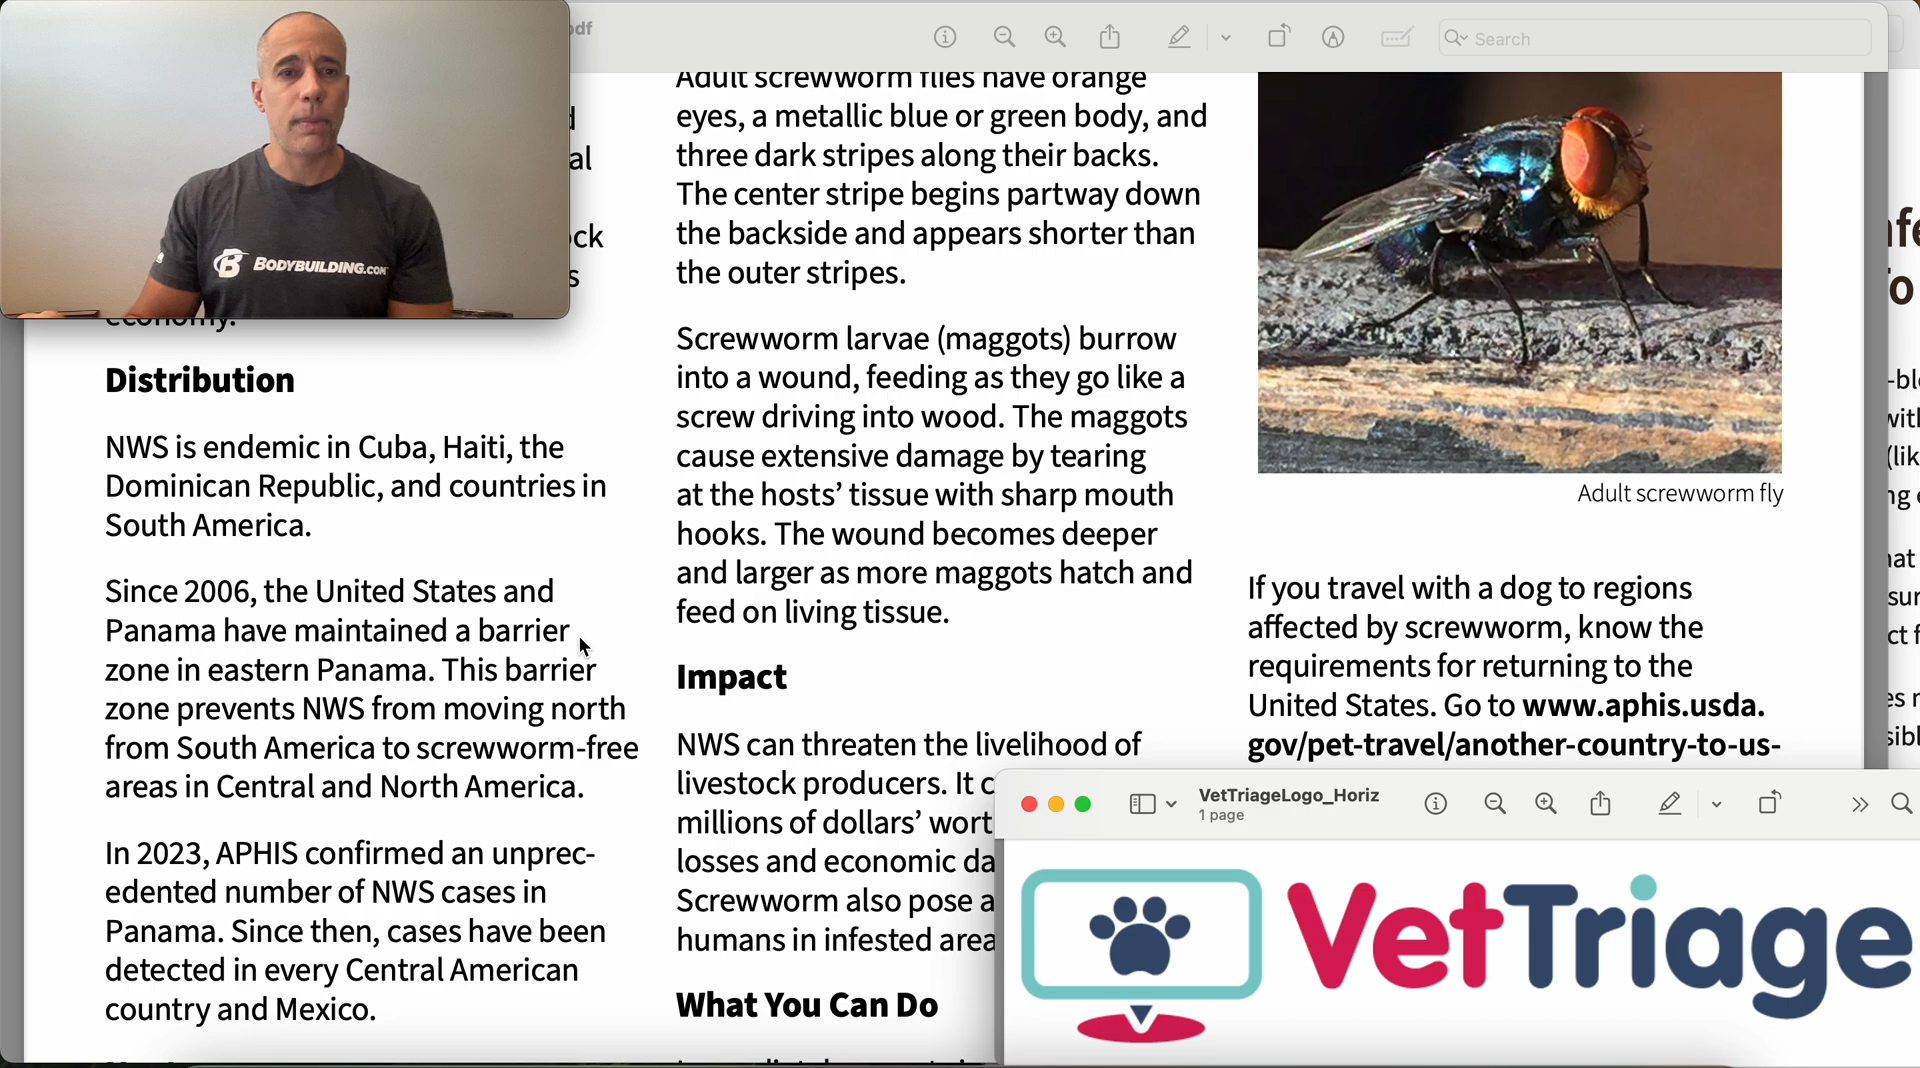 Search
BODYBUILDING.COM
economy.
Distribution
NWS is endemic in Cuba, Haiti, the
Dominican Republic, and countries in
South America.
Since 2006, the United States and
Panama have maintained a barrier
zone in eastern Panama. This barrier
zone prevents NWS from moving north
from South America to screwworm-free
areas in Central and North America.
In 2023, APHIS confirmed an unprec-
edented number of NWS cases in
Panama. Since then, cases have been
detected in every Central American
country and Mexico.
Adult screwworm flies have orange
eyes, a metallic blue or green body, and
three dark stripes along their backs.
The center stripe begins partway down
the backside and appears shorter than
the outer stripes.
Screwworm larvae (maggots) burrow
into a wound, feeding as they go like a
screw driving into wood. The maggots
cause extensive damage by tearing
at the hosts’ tissue with sharp mouth
hooks. The wound becomes deeper
and larger as more maggots hatch and
feed on living tissue.
Impact
NWS can threaten the livelihood of
livestock producers. It c
millions of dollars’ wort
losses and economic da
Screwworm also pose a
humans in infested area
What You Can Do
Adult screwworm fly
If you travel with a dog to regions
affected by screwworm, know the
requirements for returning to the
United States. Go to www.aphis.usda.
gov/pet-travel/another-country-to-us-
VetTriageLogo_Horiz
1 page
VetTriage